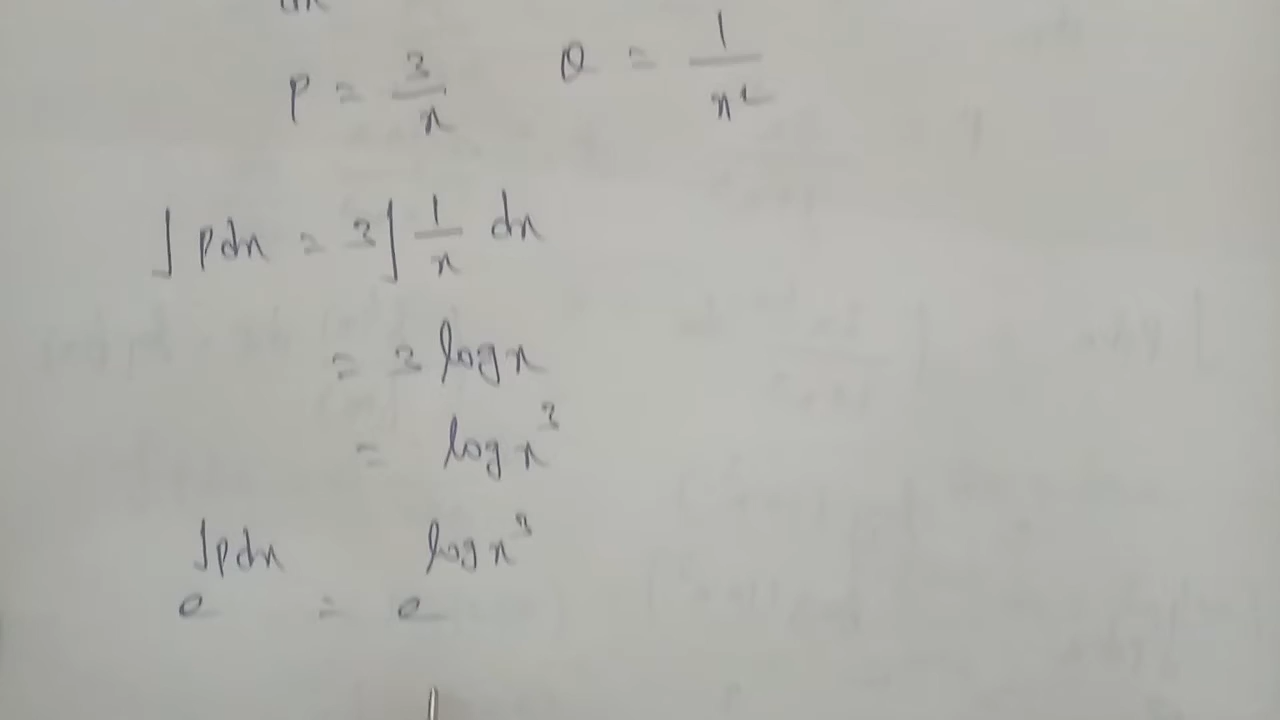 P = 3/x Q = 1/x²
∫ Pdx = 3∫ 1/x dx
= 3 log x
= log x³
e^∫Pdx = e^log x³